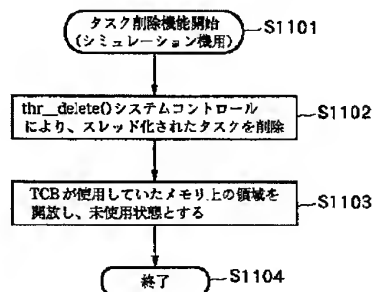 タスク削除機能開始
(シミュレーション機用)
S1101
thr__delete()システムコントロール
により、スレッド化されたタスクを削除
S1102
TCBが使用していたメモリ上の領域を
開放し、未使用状態とする
S1103
終了
S1104